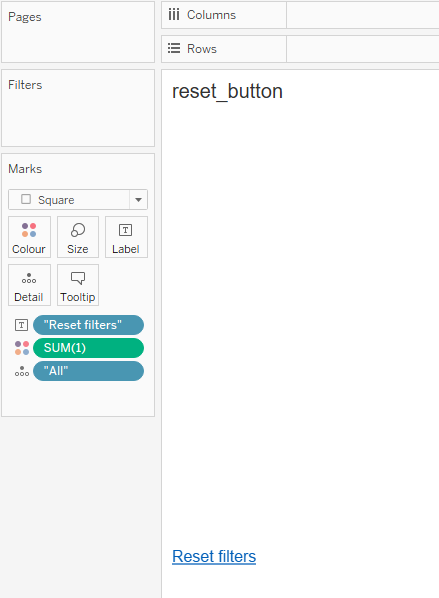 Pages
Columns
Rows
Filters
reset_button
Marks
Square
Colour Size Label
Detail Tooltip
"Reset filters"
SUM(1)
"All"
Reset filters